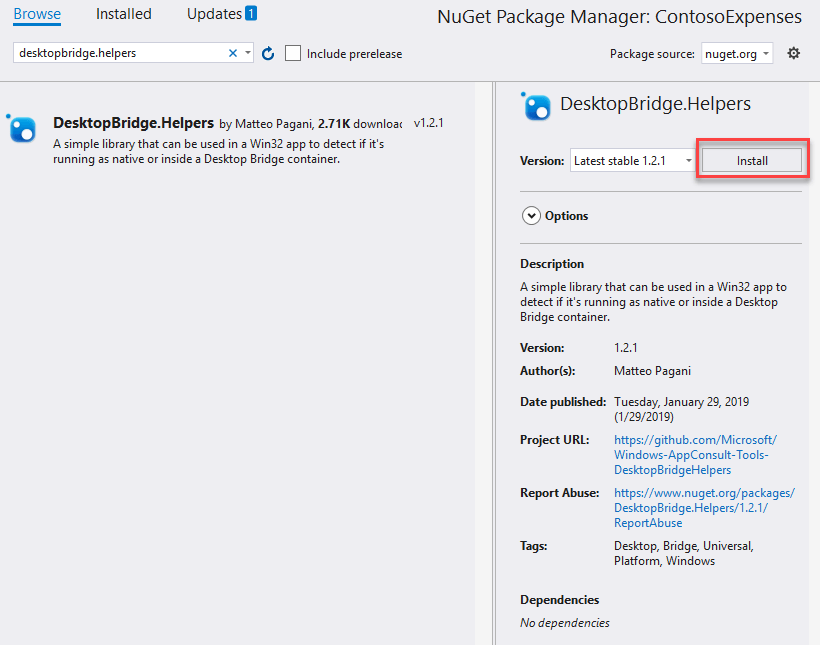 Browse Installed Updates 1
NuGet Package Manager: ContosoExpenses
desktopbridge.helpers
Include prerelease
Package source: nuget.org
DesktopBridge.Helpers by Matteo Pagani, 2.71K download v1.2.1
A simple library that can be used in a Win32 app to detect if it's
running as native or inside a Desktop Bridge container.
DesktopBridge.Helpers
Version: Latest stable 1.2.1 Install
Options
Description
A simple library that can be used in a Win32 app to
detect if it's running as native or inside a Desktop
Bridge container.
Version: 1.2.1
Author(s): Matteo Pagani
Date published: Tuesday, January 29, 2019
(1/29/2019)
Project URL: https://github.com/Microsoft/
Windows-AppConsult-Tools-
DesktopBridgeHelpers
Report Abuse: https://www.nuget.org/packages/
DesktopBridge.Helpers/1.2.1/
ReportAbuse
Tags: Desktop, Bridge, Universal,
Platform, Windows
Dependencies
No dependencies